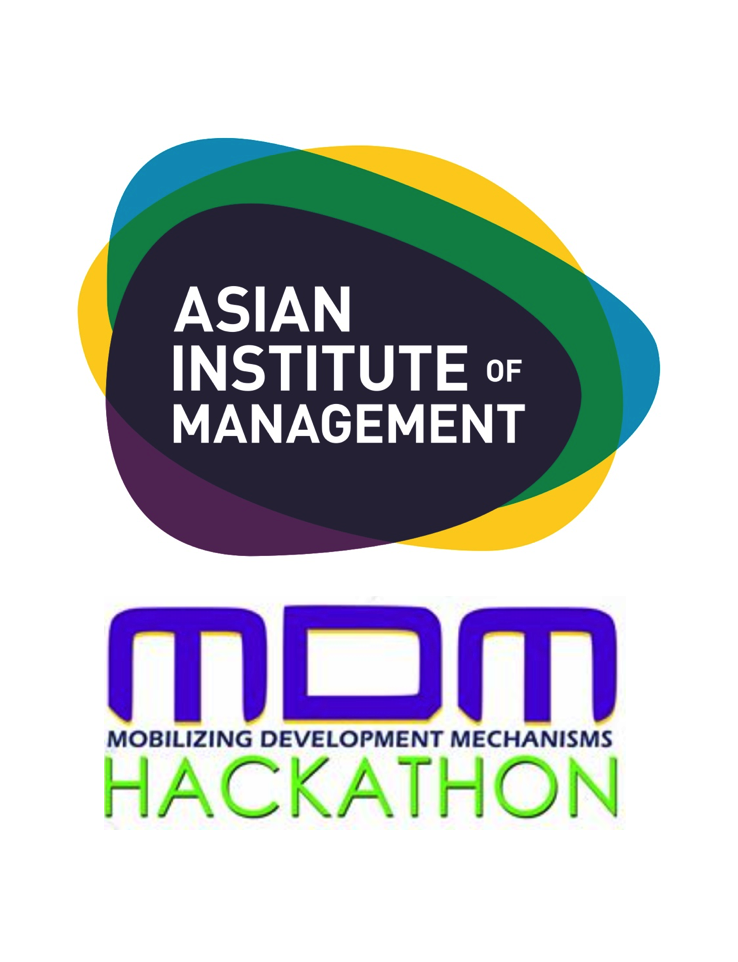 ASIAN
INSTITUTE OF
MANAGEMENT
MDM
MOBILIZING DEVELOPMENT MECHANISMS
HACKATHON